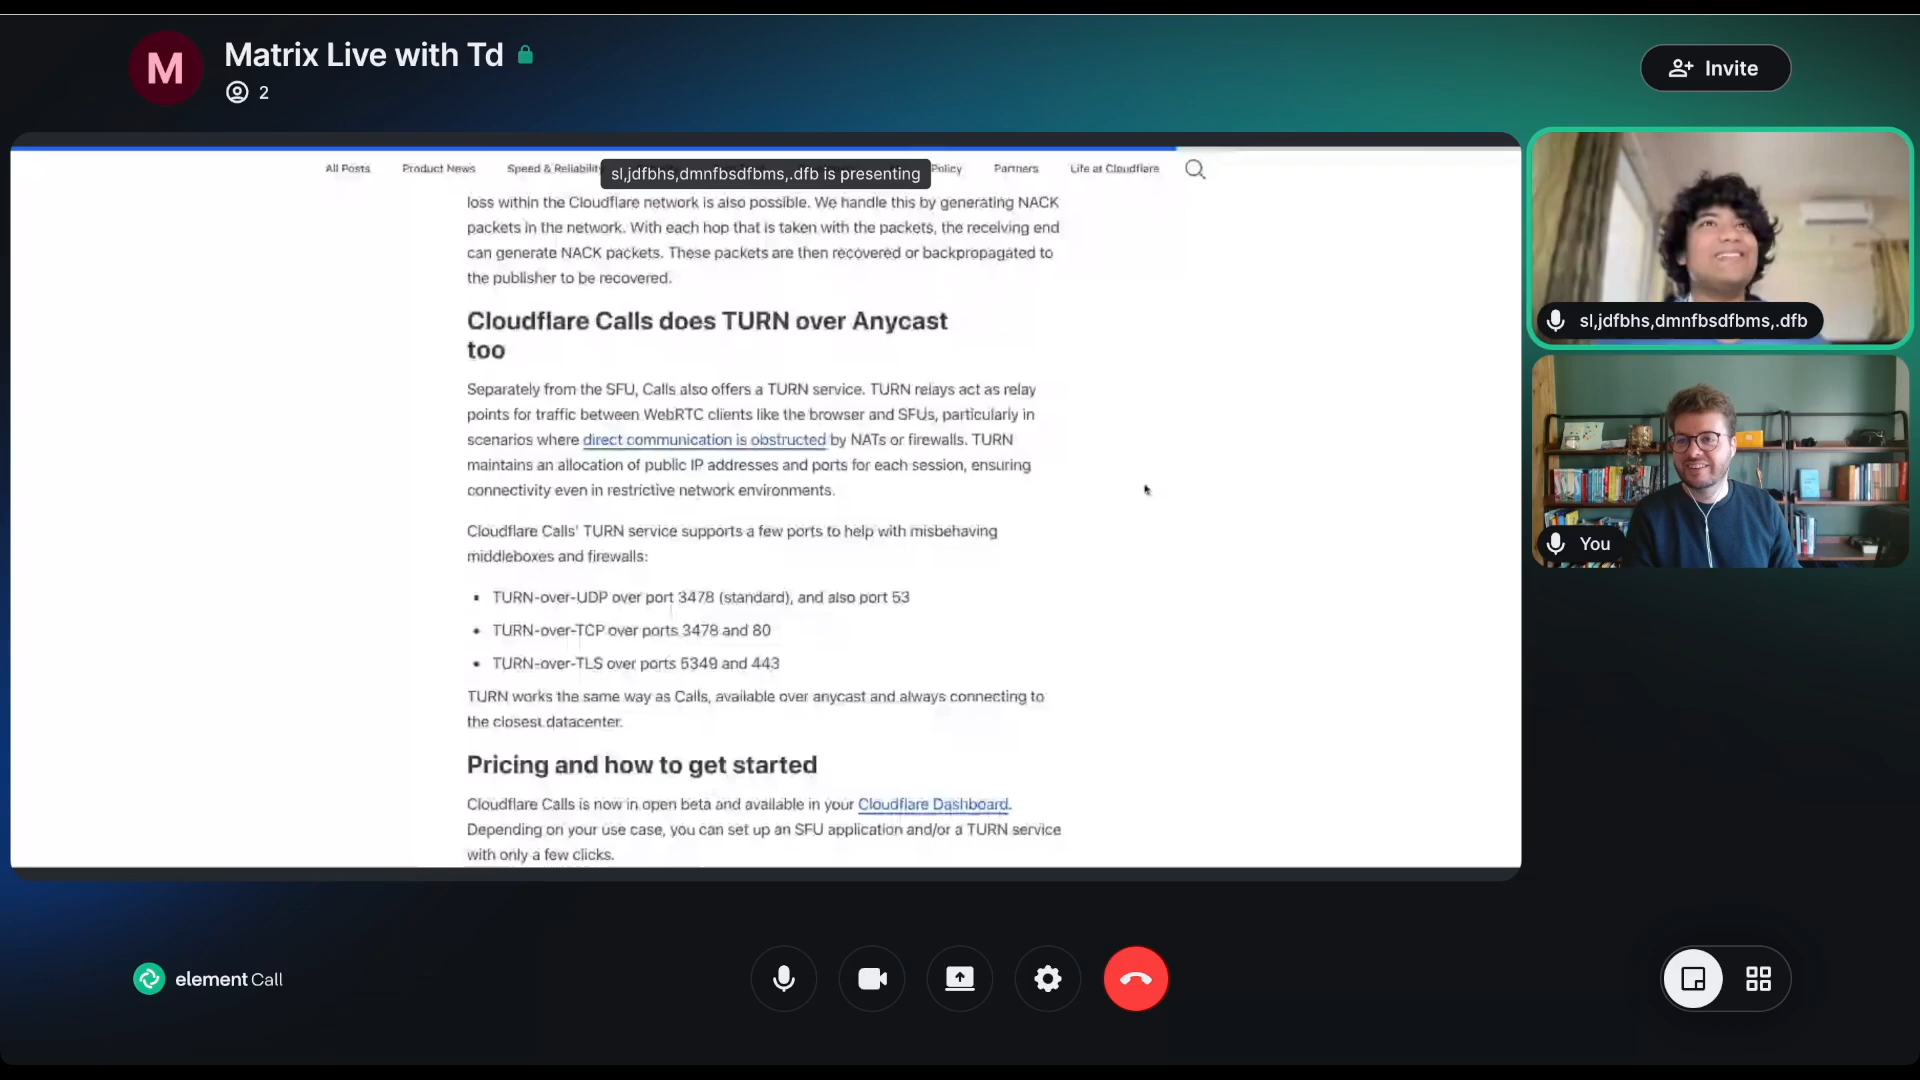 M
Matrix Live with Td
2
Invite
All Posts Product News Speed & Reliability Policy Partners Life at Cloudflare
sl,jdfbhs,dmnfbsdfbms,.dfb is presenting
loss within the Cloudflare network is also possible. We handle this by generating NACK
packets in the network. With each hop that is taken with the packets, the receiving end
can generate NACK packets. These packets are then recovered or backpropagated to
the publisher to be recovered.
Cloudflare Calls does TURN over Anycast
too
Separately from the SFU, Calls also offers a TURN service. TURN relays act as relay
points for traffic between WebRTC clients like the browser and SFUs, particularly in
scenarios where direct communication is obstructed by NATs or firewalls. TURN
maintains an allocation of public IP addresses and ports for each session, ensuring
connectivity even in restrictive network environments.
Cloudflare Calls' TURN service supports a few ports to help with misbehaving
middleboxes and firewalls:
• TURN-over-UDP over port 3478 (standard), and also port 53
• TURN-over-TCP over ports 3478 and 80
• TURN-over-TLS over ports 5349 and 443
TURN works the same way as Calls, available over anycast and always connecting to
the closest datacenter.
Pricing and how to get started
Cloudflare Calls is now in open beta and available in your Cloudflare Dashboard.
Depending on your use case, you can set up an SFU application and/or a TURN service
with only a few clicks.
sl,jdfbhs,dmnfbsdfbms,.dfb
You
element Call